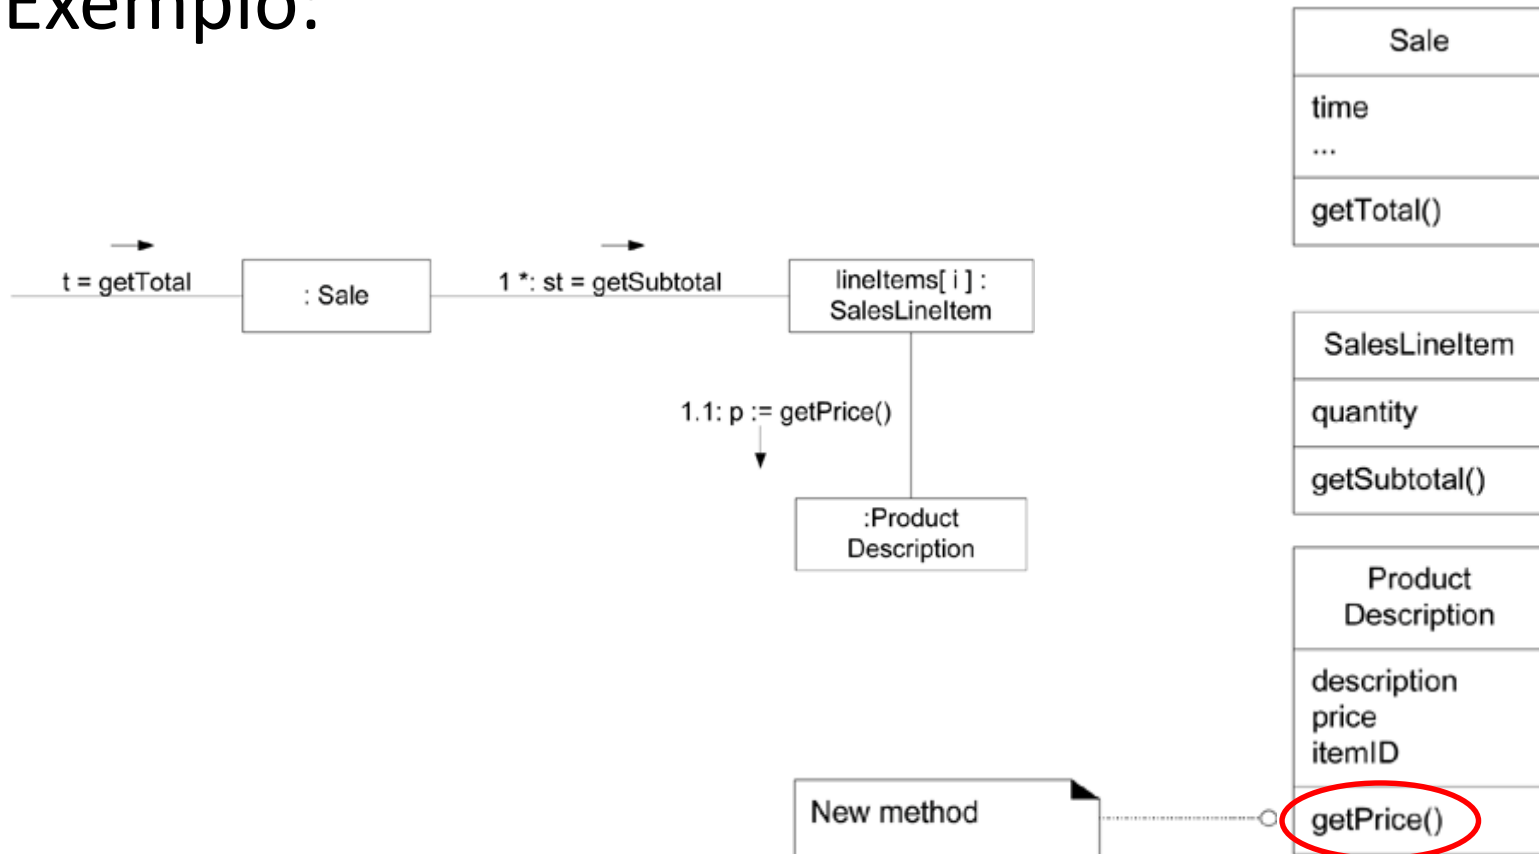 Exemplo:
t = getTotal
: Sale
1 *: st = getSubtotal
lineItems[ i ] :
SalesLineItem
1.1: p := getPrice()
:Product
Description
Sale
time
...
getTotal()
SalesLineItem
quantity
getSubtotal()
Product
Description
description
price
itemID
getPrice()
New method